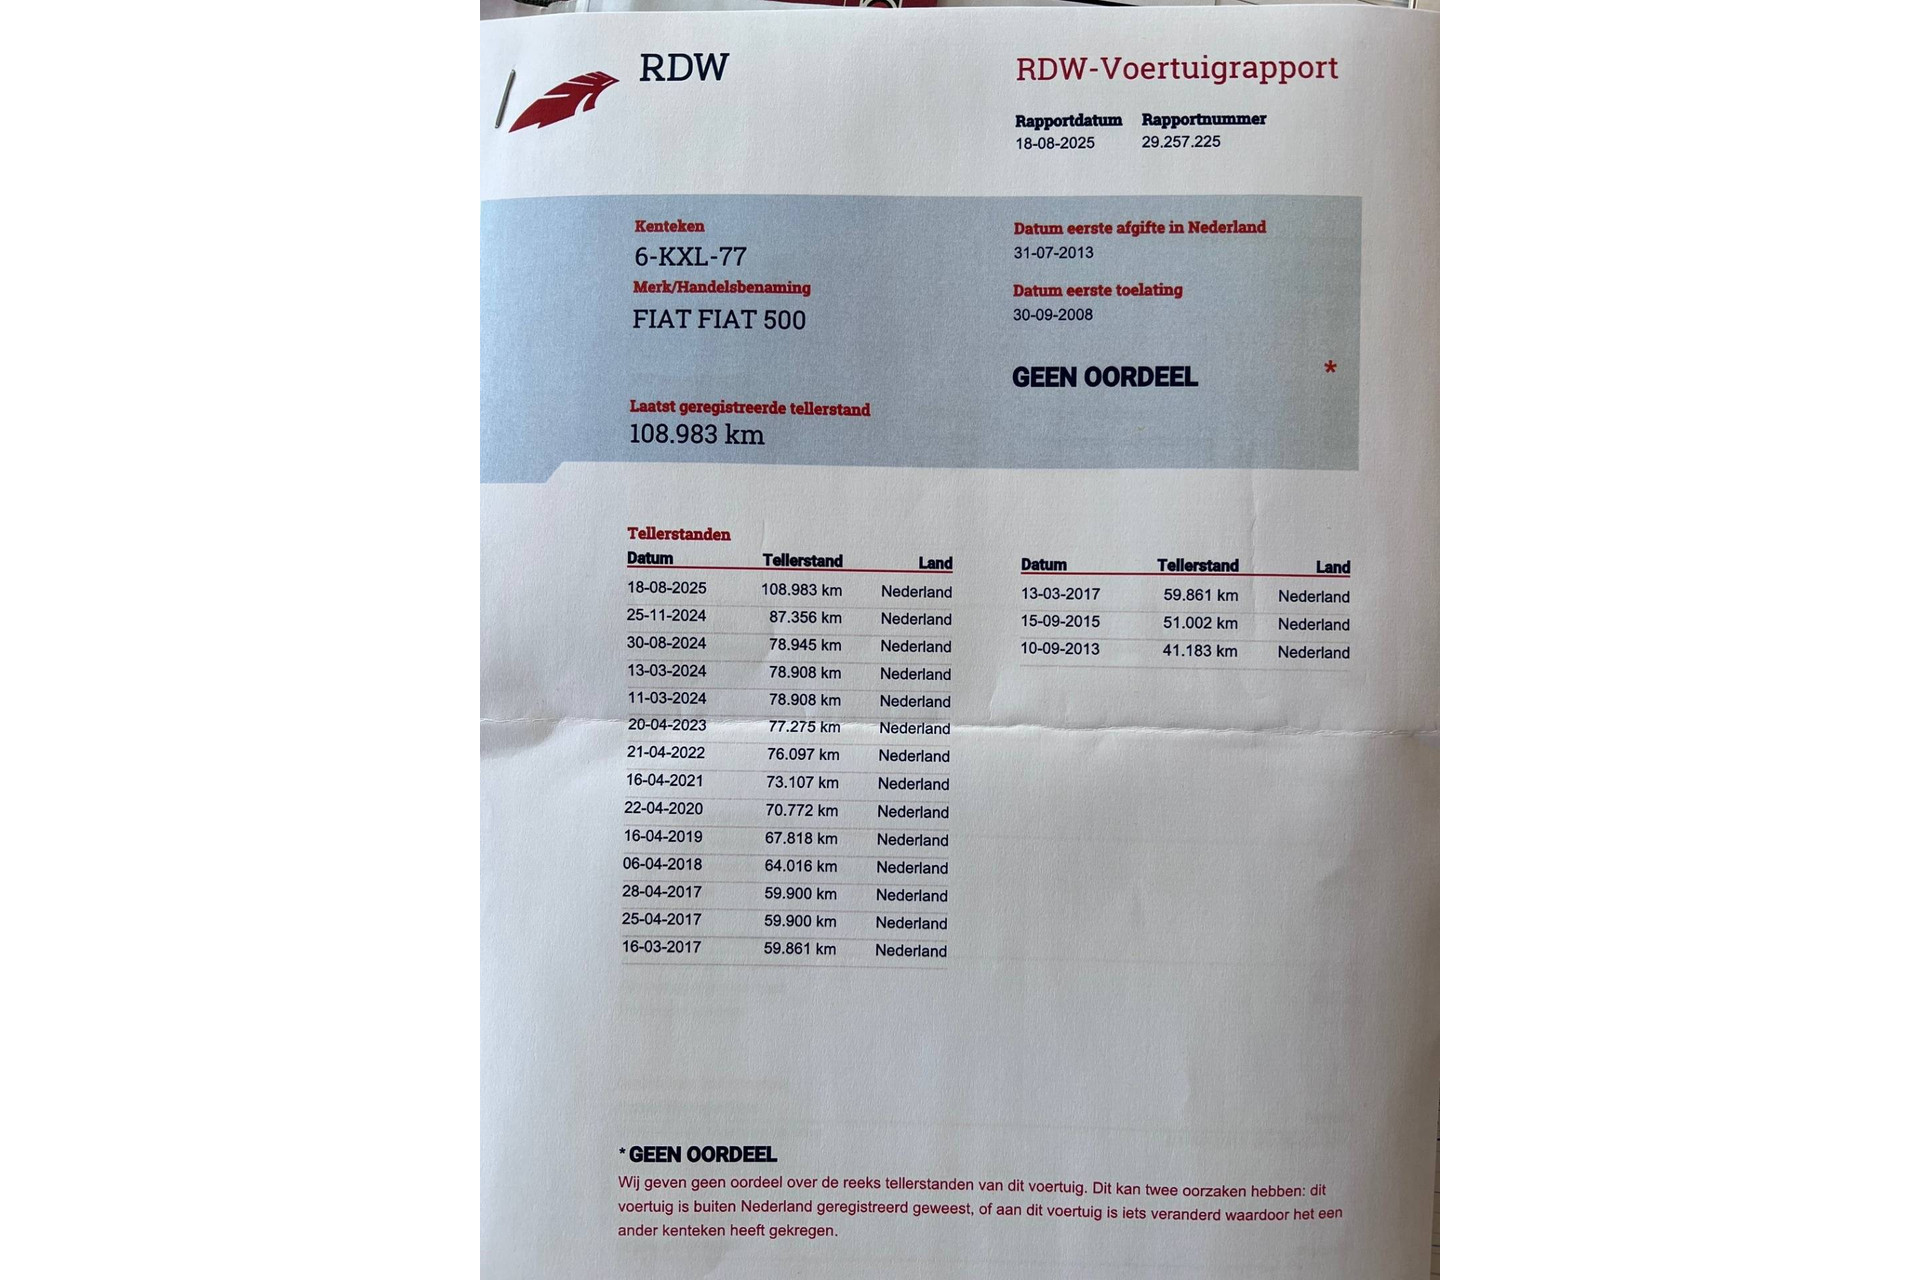 RDW
RDW-Voertuigrapport
Rapportdatum Rapportnummer
18-08-2025 29.257.225
Kenteken
6-KXL-77
Merk/Handelsbenaming
FIAT FIAT 500
Laatst geregistreerde tellerstand
108.983 km
Datum eerste afgifte in Nederland
31-07-2013
Datum eerste toelating
30-09-2008
GEEN OORDEEL *
Tellerstanden
Datum Tellerstand Land
18-08-2025 108.983 km Nederland
25-11-2024 87.356 km Nederland
30-08-2024 78.945 km Nederland
13-03-2024 78.908 km Nederland
11-03-2024 78.908 km Nederland
20-04-2023 77.275 km Nederland
21-04-2022 76.097 km Nederland
16-04-2021 73.107 km Nederland
22-04-2020 70.772 km Nederland
16-04-2019 67.818 km Nederland
06-04-2018 64.016 km Nederland
28-04-2017 59.900 km Nederland
25-04-2017 59.900 km Nederland
16-03-2017 59.861 km Nederland
Datum Tellerstand Land
13-03-2017 59.861 km Nederland
15-09-2015 51.002 km Nederland
10-09-2013 41.183 km Nederland
* GEEN OORDEEL
Wij geven geen oordeel over de reeks tellerstanden van dit voertuig. Dit kan twee oorzaken hebben: dit
voertuig is buiten Nederland geregistreerd geweest, of aan dit voertuig is iets veranderd waardoor het een
ander kenteken heeft gekregen.